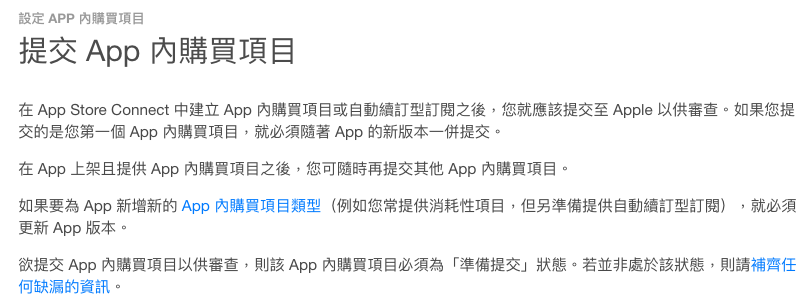 設定 APP 內購買項目
提交 App 內購買項目
在 App Store Connect 中建立 App 內購買項目或自動續訂型訂閱之後，您就應該提交至 Apple 以供審查。如果您提
交的是您第一個 App 內購買項目，就必須隨著 App 的新版本一併提交。
在 App 上架且提供 App 內購買項目之後，您可隨時再提交其他 App 內購買項目。
如果要為 App 新增新的 App 內購買項目類型（例如您常提供消耗性項目，但另準備提供自動續訂型訂閱），就必須
更新 App 版本。
欲提交 App 內購買項目以供審查，則該 App 內購買項目必須為「準備提交」狀態。若並非處於該狀態，則請補齊任
何缺漏的資訊。